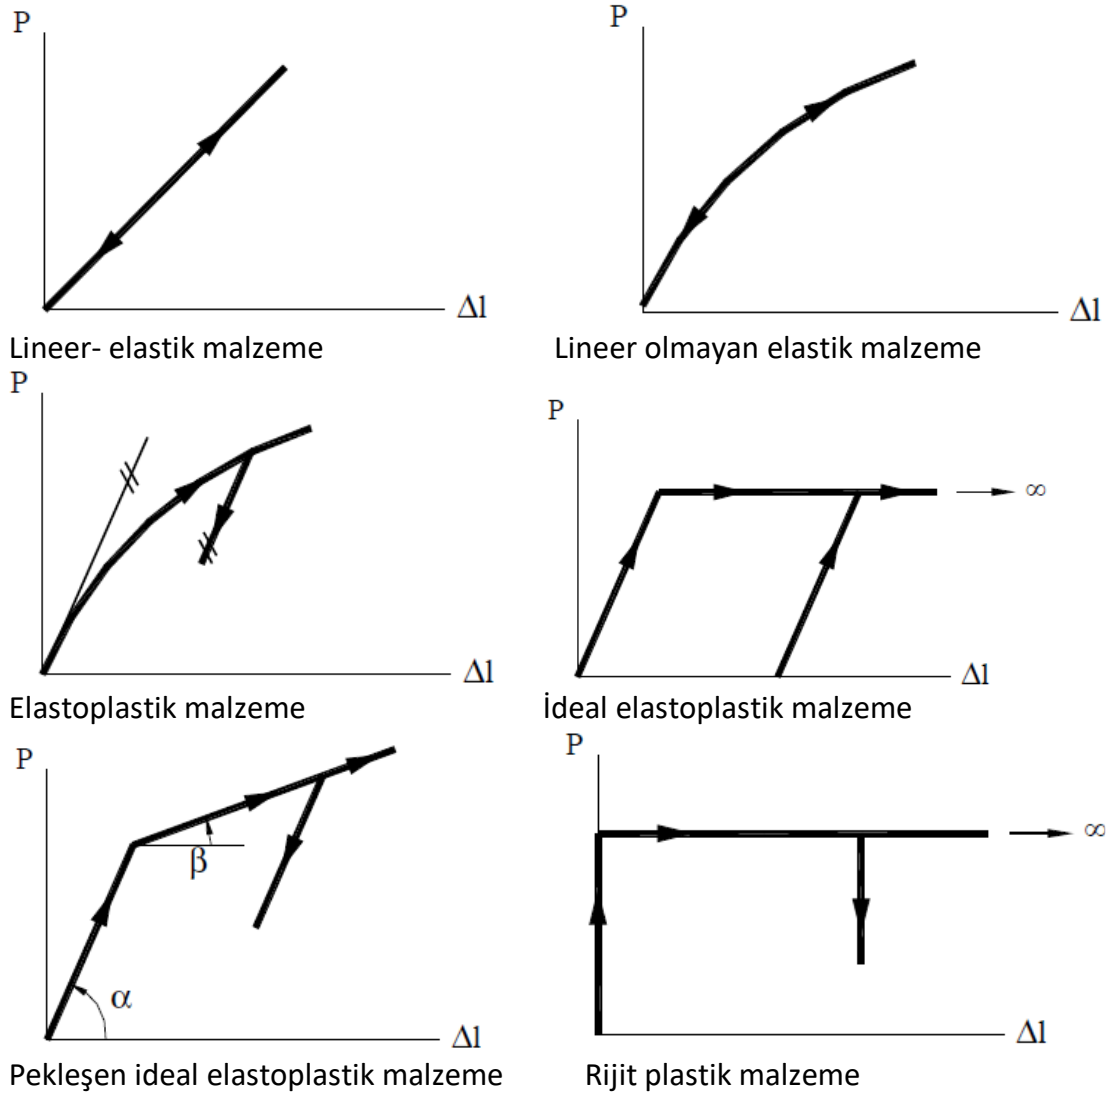 P
P
Δl
Δl
Lineer- elastik malzeme
Lineer olmayan elastik malzeme
P
P
∞
Δl
Δl
Elastoplastik malzeme
İdeal elastoplastik malzeme
P
P
∞
β
α
Δl
Δl
Pekleşen ideal elastoplastik malzeme
Rijit plastik malzeme